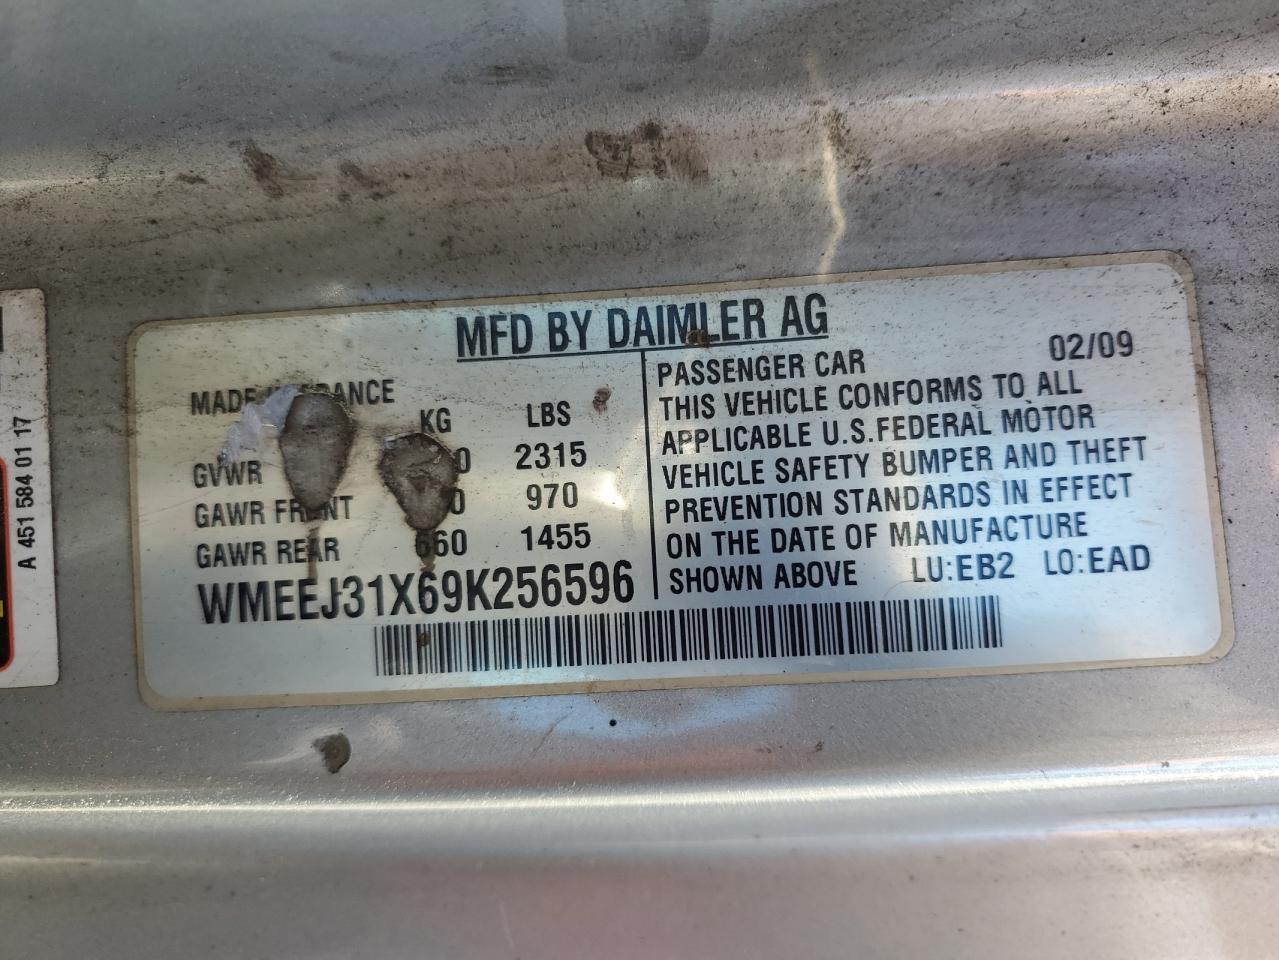 MFD BY DAIMLER AG
MADE FRANCE
KG LBS
GVWR 2315
GAWR FRONT 970
GAWR REAR 660 1455
WMEEJ31X69K256596
02/09
PASSENGER CAR
THIS VEHICLE CONFORMS TO ALL
APPLICABLE U.S.FEDERAL MOTOR
VEHICLE SAFETY BUMPER AND THEFT
PREVENTION STANDARDS IN EFFECT
ON THE DATE OF MANUFACTURE
SHOWN ABOVE LU:EB2 LO:EAD
A 451 584 01 17